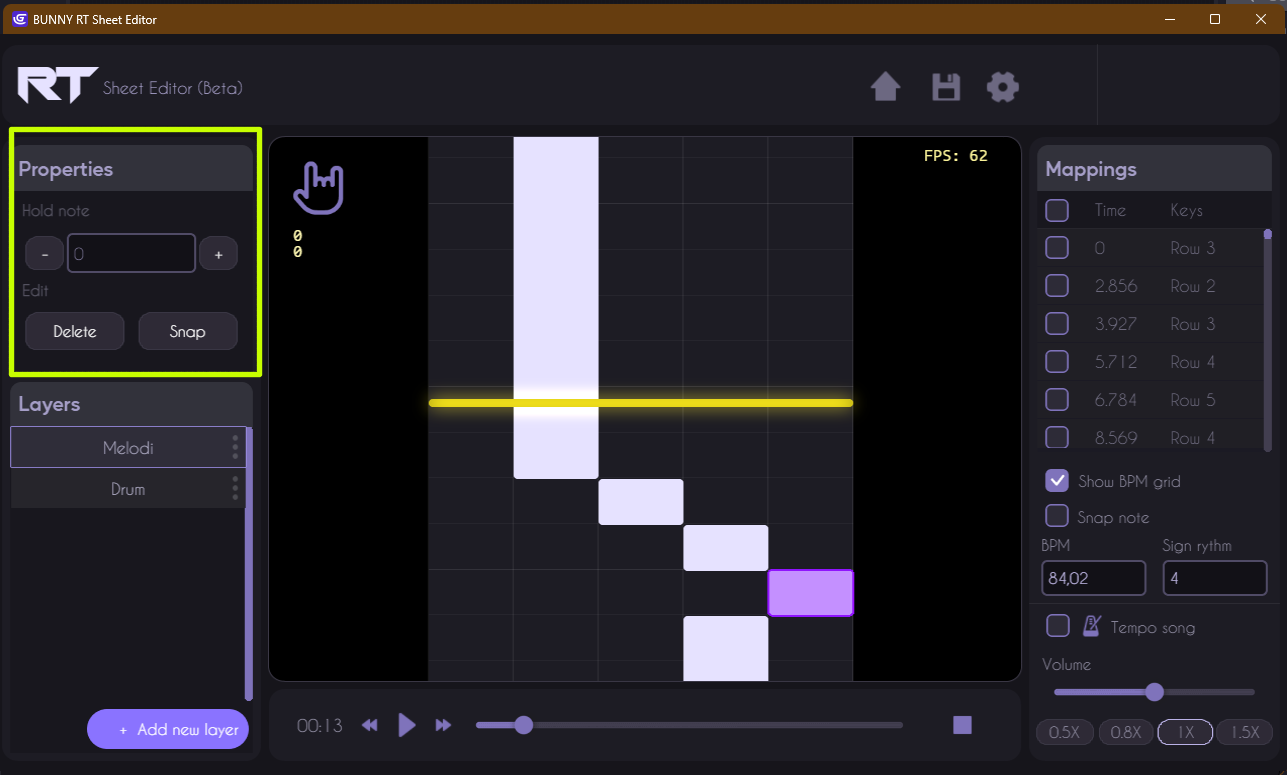 BUNNY RT Sheet Editor
RT Sheet Editor (Beta)
Properties
Hold note
- 0 +
Edit
Delete Snap
Layers
Melodi
Drum
+ Add new layer
FPS: 62
0
0
00:13
Mappings
Time Keys
0 Row 3
2.856 Row 2
3.927 Row 3
5.712 Row 4
6.784 Row 5
8.569 Row 4
Show BPM grid
Snap note
BPM Sign rythm
84,02 4
Tempo song
Volume
0.5X 0.8X 1X 1.5X